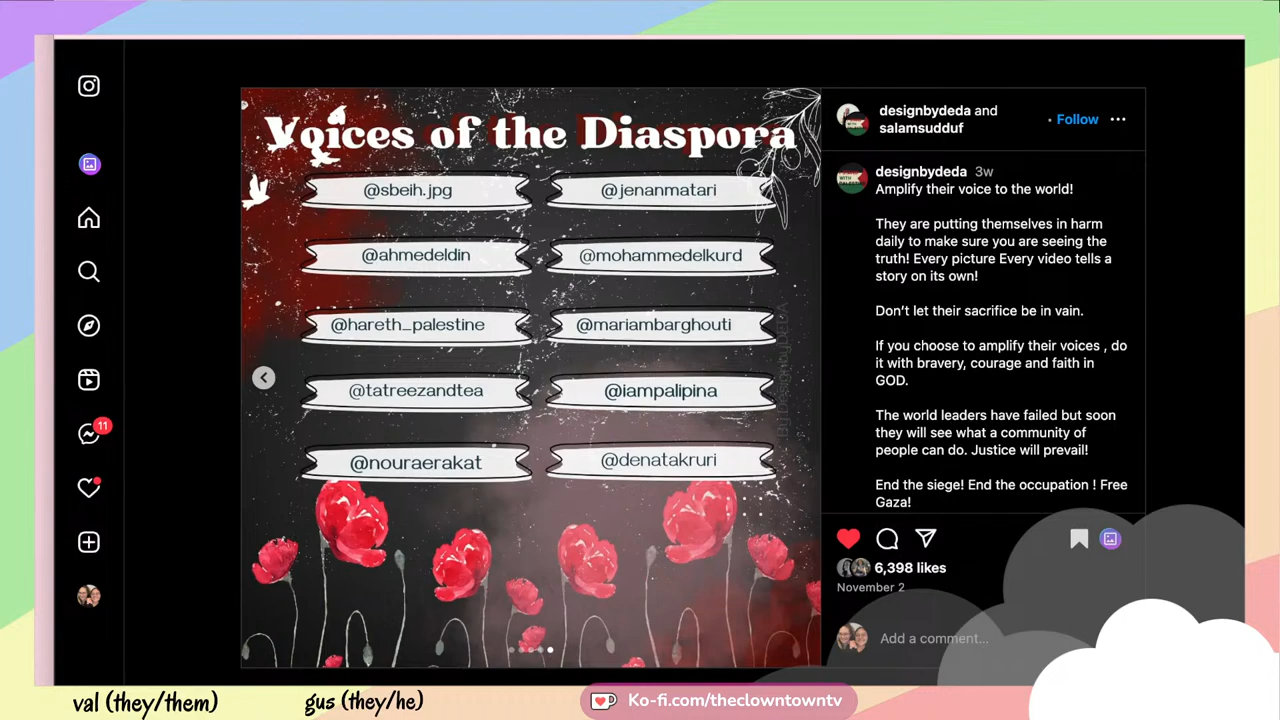 Voices of the Diaspora
@sbeih.jpg
@jenanmatari
@ahmedeldin
@mohammedelkurd
@hareth_palestine
@mariambarghouti
@tatreezandtea
@iampalipina
@nouraerakat
@denatakruri
designbydeda and
salamsudduf
• Follow
designbydeda 3w
Amplify their voice to the world!
They are putting themselves in harm
daily to make sure you are seeing the
truth! Every picture Every video tells a
story on its own!
Don't let their sacrifice be in vain.
If you choose to amplify their voices , do
it with bravery, courage and faith in
GOD.
The world leaders have failed but soon
they will see what a community of
people can do. Justice will prevail!
End the siege! End the occupation ! Free
Gaza!
6,398 likes
November 2
Add a comment...
11
val (they/them)
gus (they/he)
Ko-fi.com/theclowntowntv